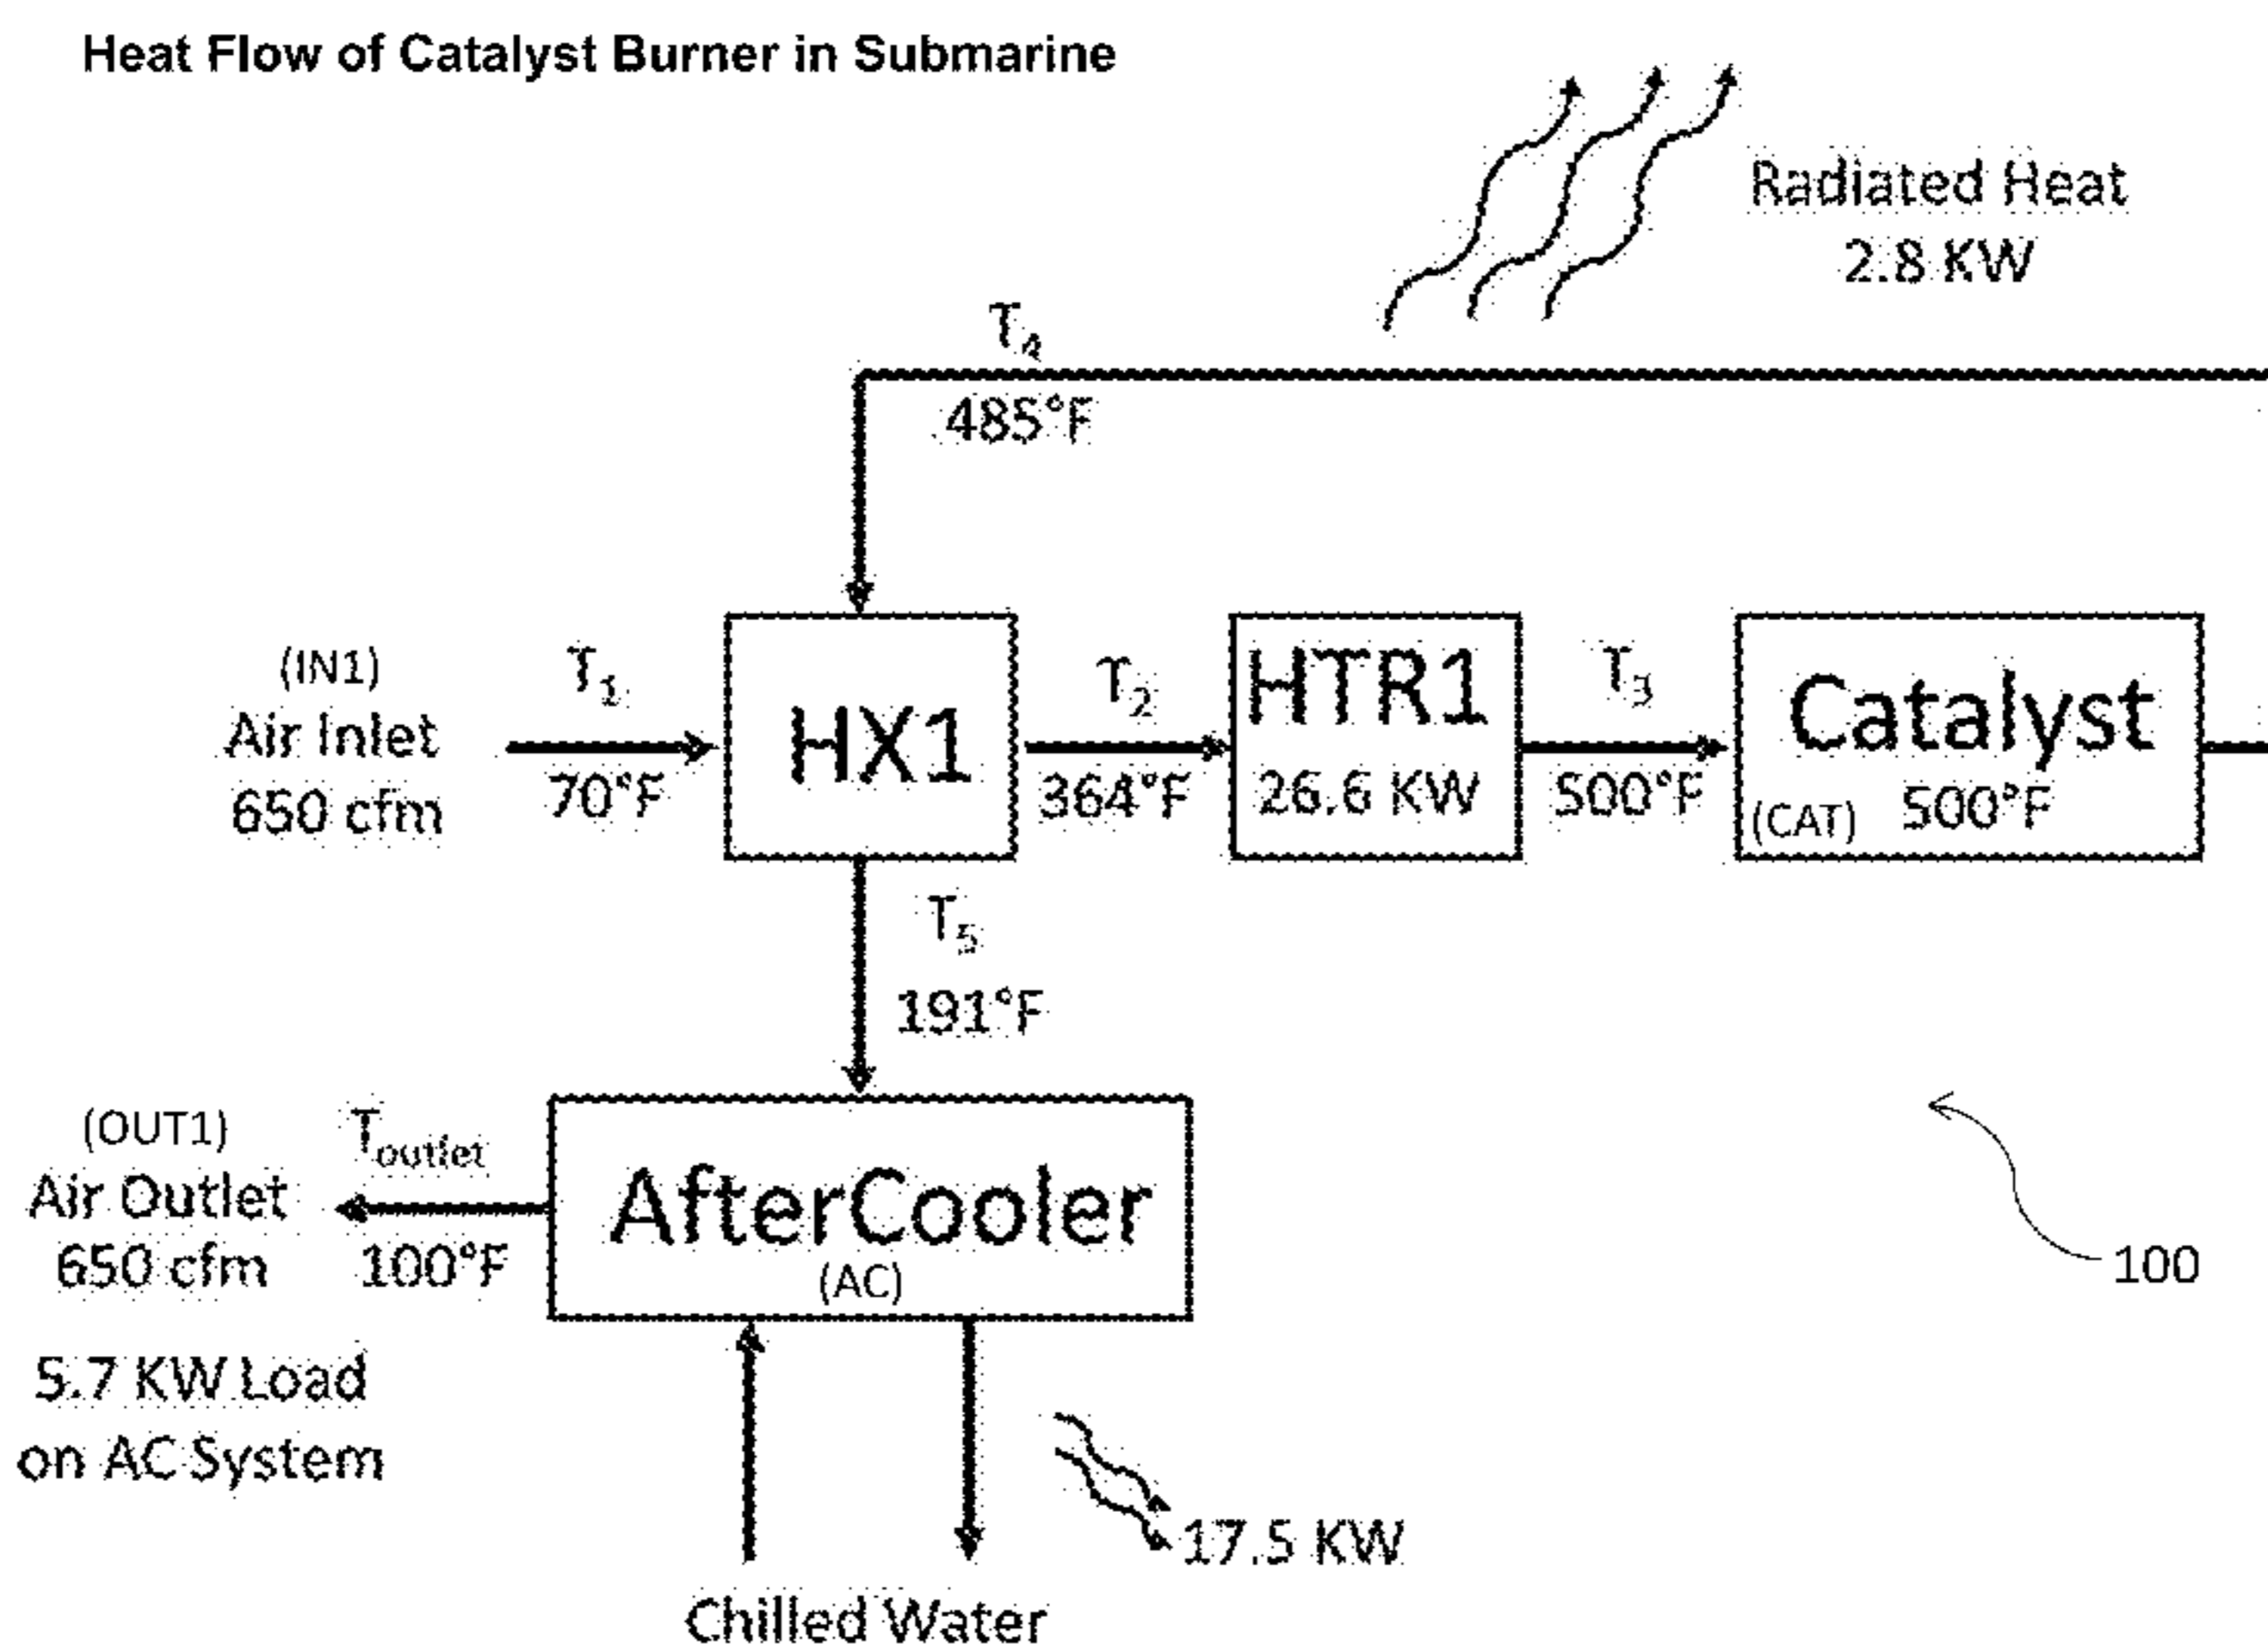 Heat Flow of Catalyst Burner in Submarine
Radiated Heat
2.8 KW
T4
485°F
(IN1)
Air Inlet
650 cfm
T1
70°F
HX1
T2
364°F
HTR1
26.6 KW
T3
500°F
Catalyst
(CAT) 500°F
T5
191°F
(OUT1)
Air Outlet
650 cfm
Toutlet
100°F
AfterCooler
(AC)
100
5.7 KW Load
on AC System
17.5 KW
Chilled Water